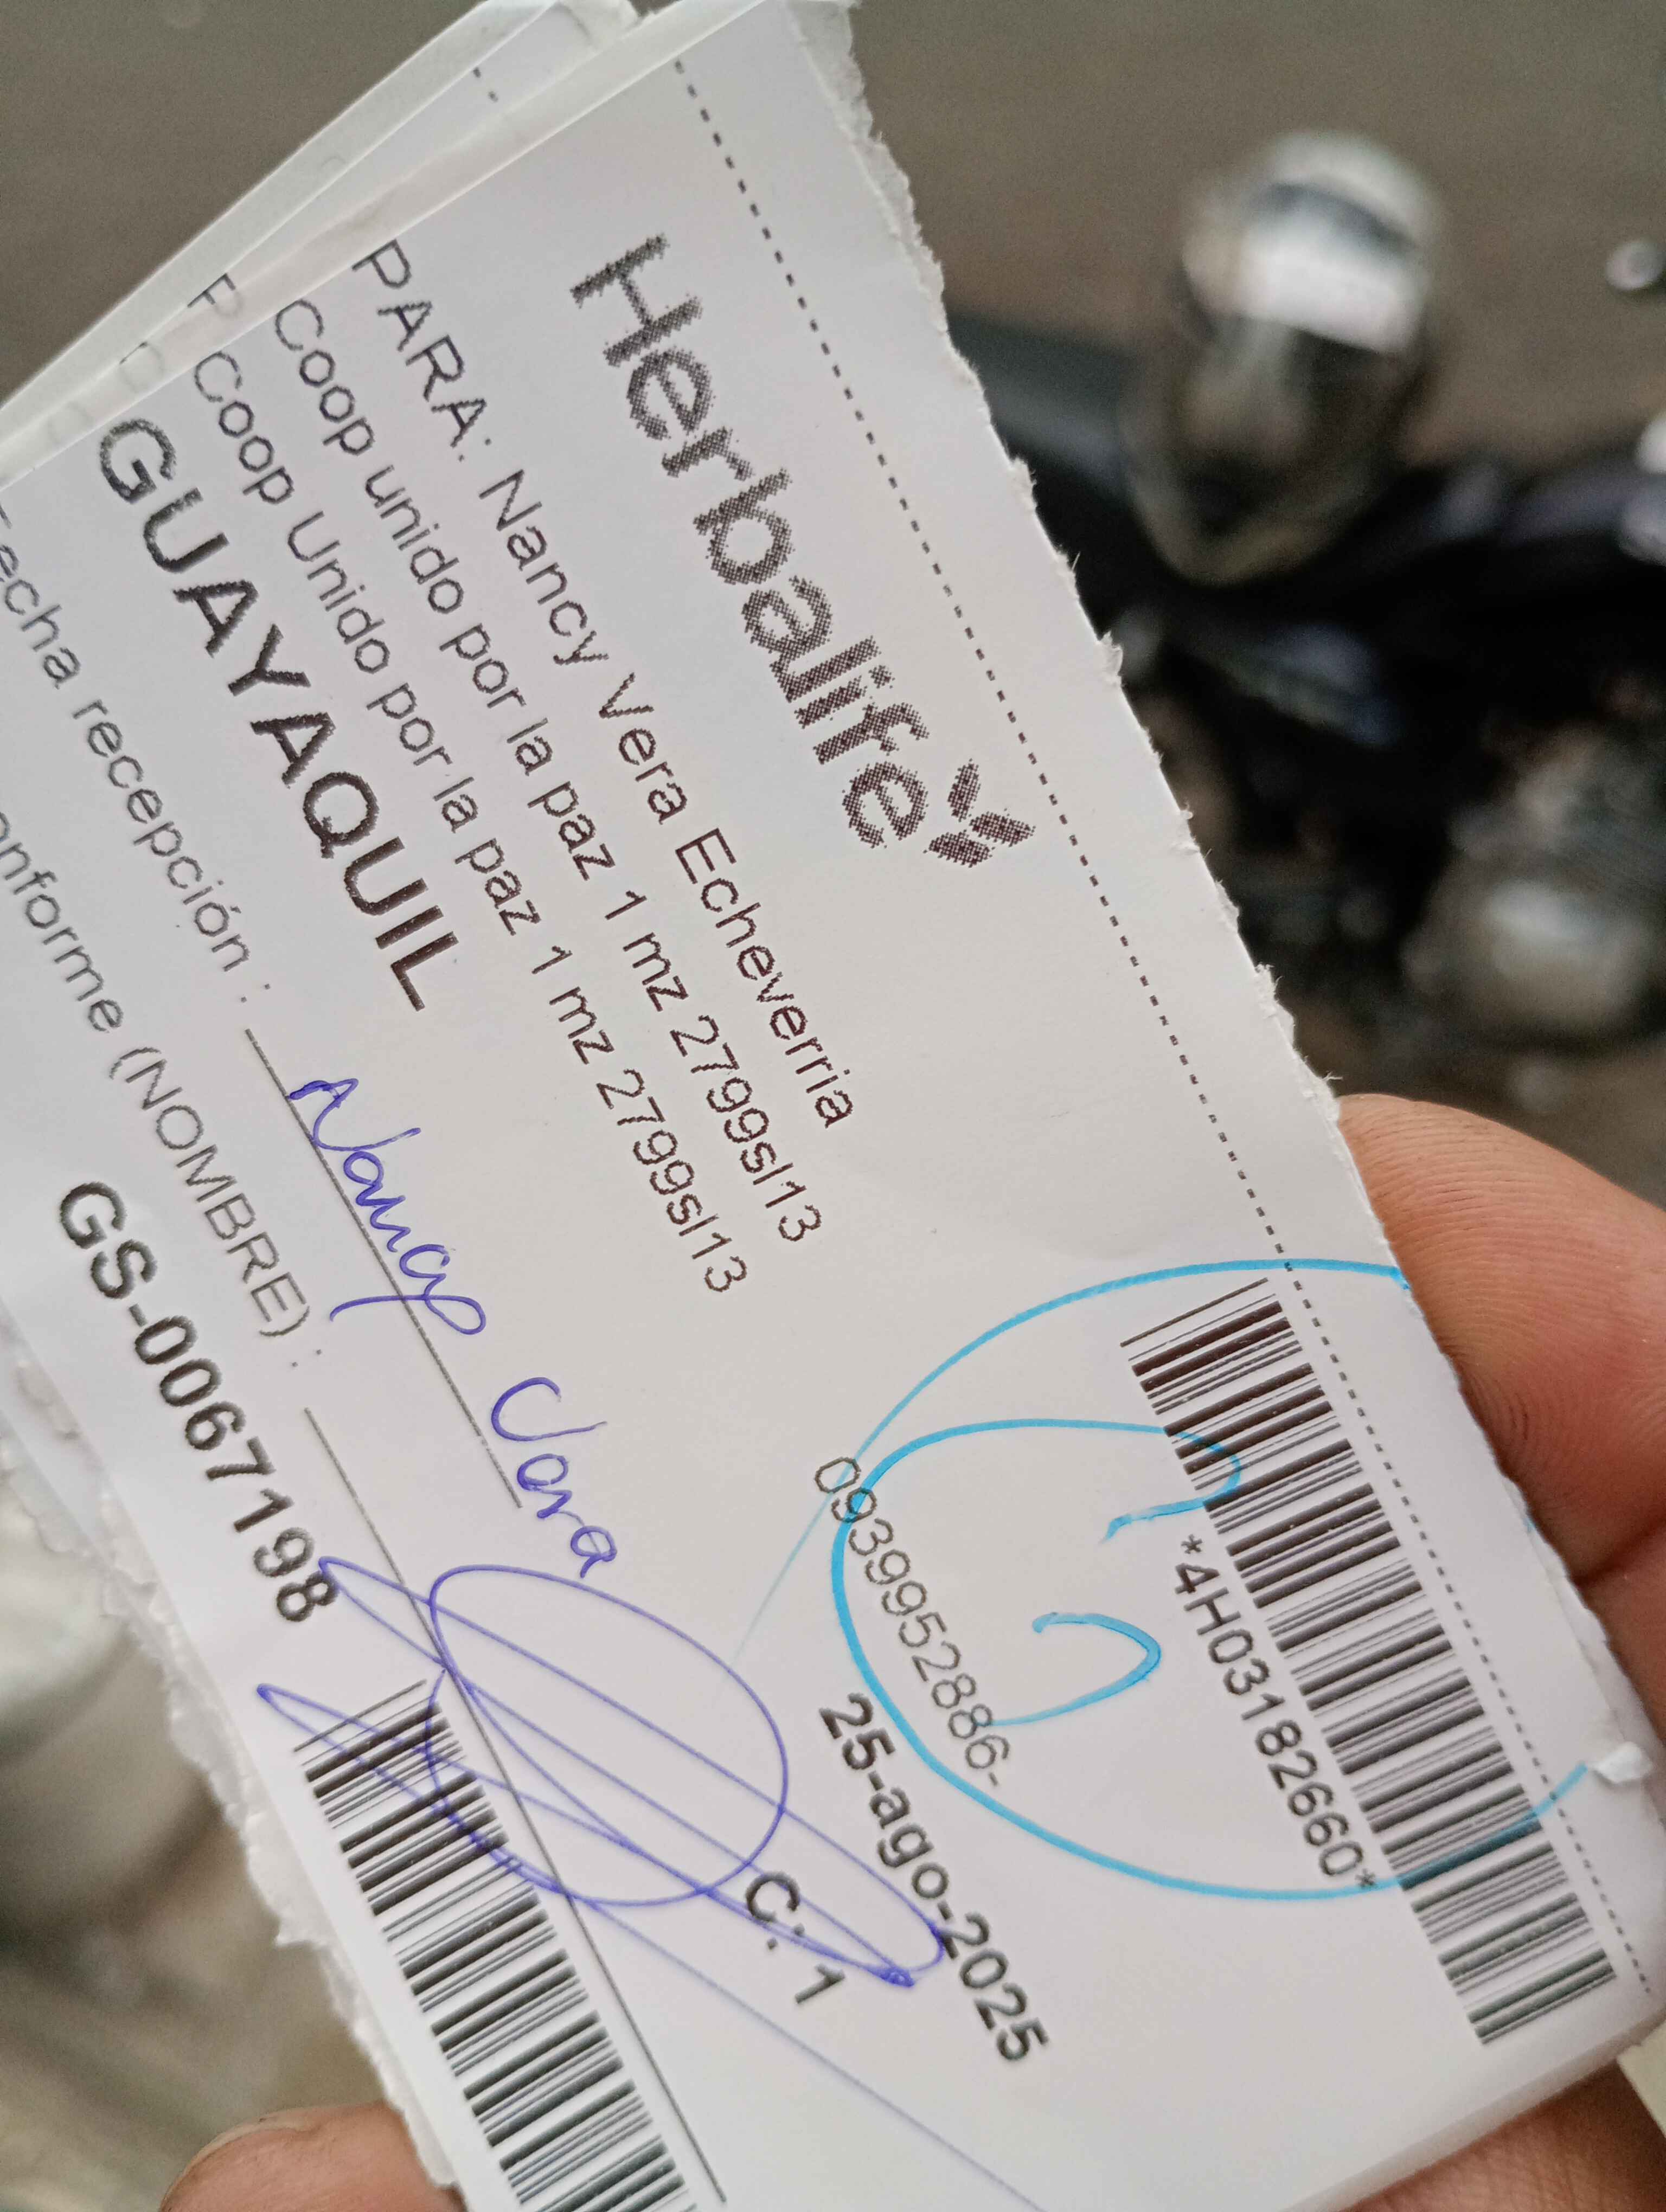 *4H03182660*
Herbalife
PARA: Nancy Vera Echeverria
0939952886-
Coop unido por la paz 1 mz 2799sl13
Coop Unido por la paz 1 mz 2799sl13
25-ago-2025
GUAYAQUIL
C: 1
echa recepción :
Nancy Vera
onforme (NOMBRE) :
GS-0067198